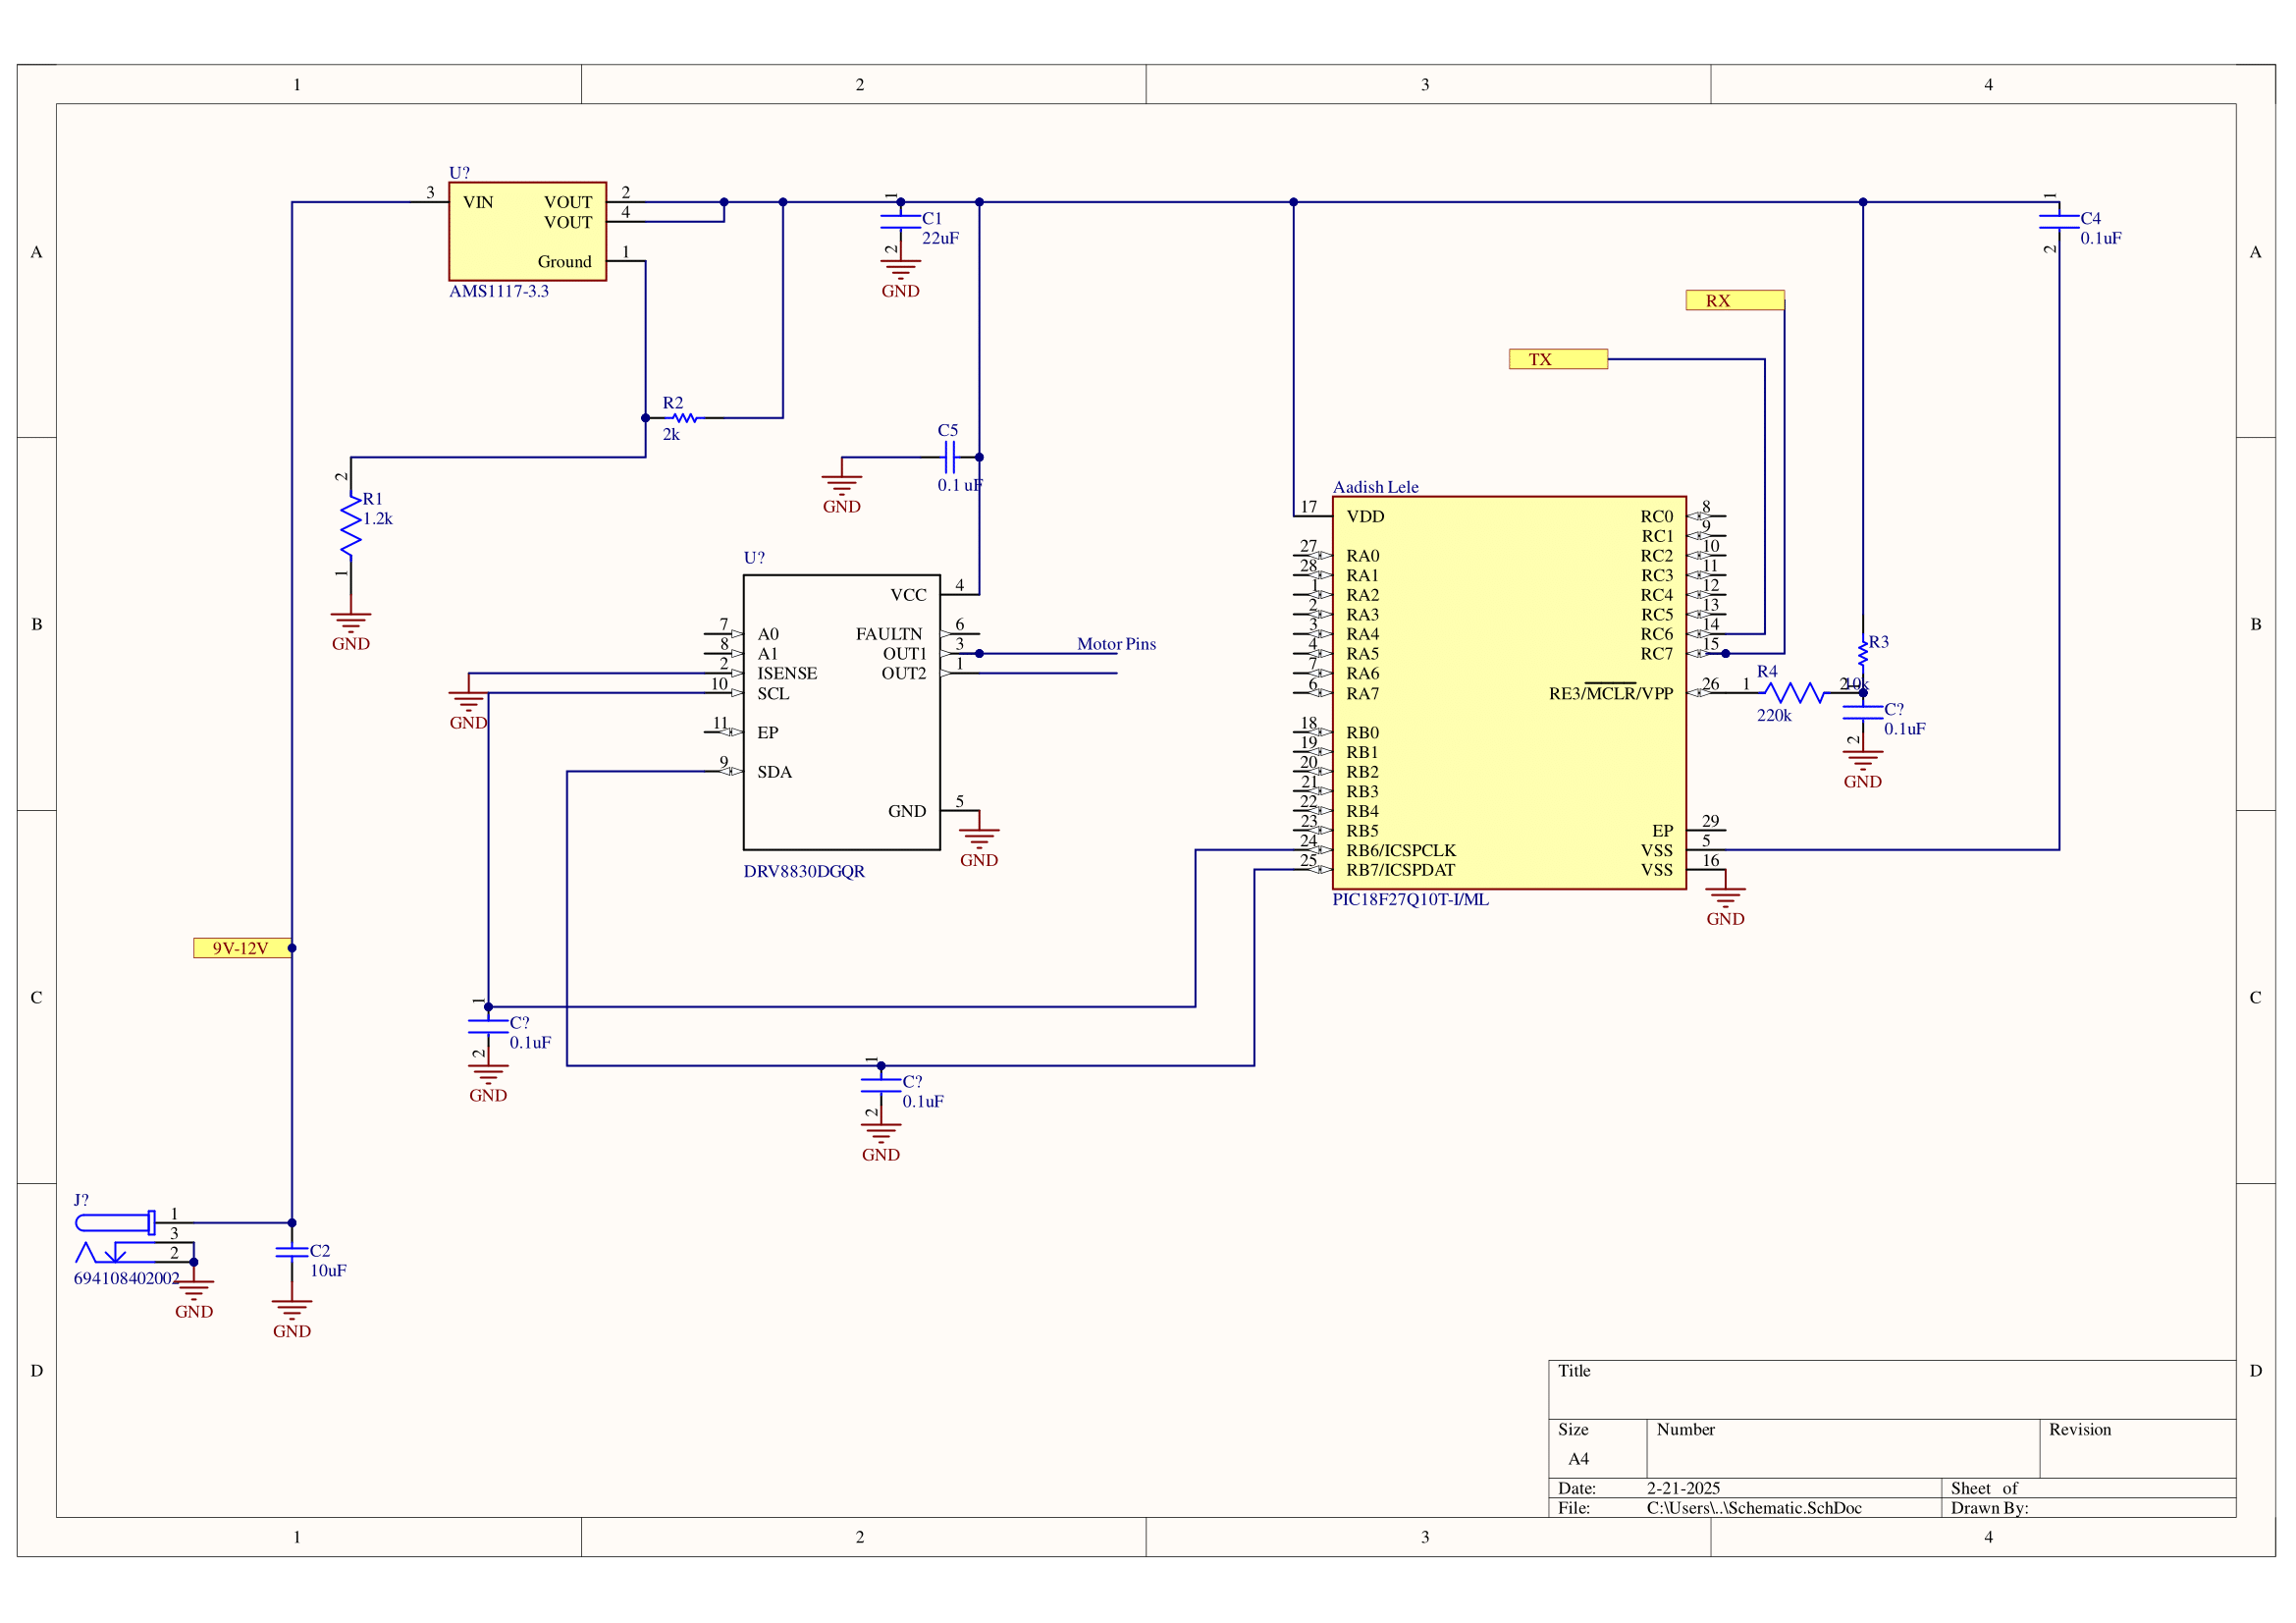 1
2
3
4
A
A
B
B
C
C
D
D
U?
3
VIN
VOUT
2
VOUT
4
Ground
1
AMS1117-3.3
1
C1
22uF
2
GND
1
C4
0.1uF
2
RX
TX
R2
2k
C5
0.1 uF
GND
2
R1
1.2k
1
GND
U?
VCC
4
7
A0
FAULTN
6
8
A1
OUT1
3
2
ISENSE
OUT2
1
10
SCL
11
EP
9
SDA
GND
5
GND
DRV8830DGQR
Motor Pins
GND
Aadish Lele
17
VDD
RC0
8
RC1
9
27
RA0
RC2
10
28
RA1
RC3
11
1
RA2
RC4
12
2
RA3
RC5
13
3
RA4
RC6
14
4
RA5
RC7
15
7
RA6
6
RA7
RE3/MCLR/VPP
26
18
RB0
19
RB1
20
RB2
21
RB3
22
RB4
23
RB5
EP
29
24
RB6/ICSPCLK
VSS
5
25
RB7/ICSPDAT
VSS
16
PIC18F27Q10T-I/ML
GND
R3
10k
R4
1
2
220k
C?
0.1uF
2
GND
9V-12V
1
C?
0.1uF
2
GND
1
C?
0.1uF
2
GND
J?
1
3
2
694108402002
GND
C2
10uF
GND
Title
Size
Number
Revision
A4
Date:
2-21-2025
Sheet of
File:
C:\Users\..\Schematic.SchDoc
Drawn By:
1
2
3
4